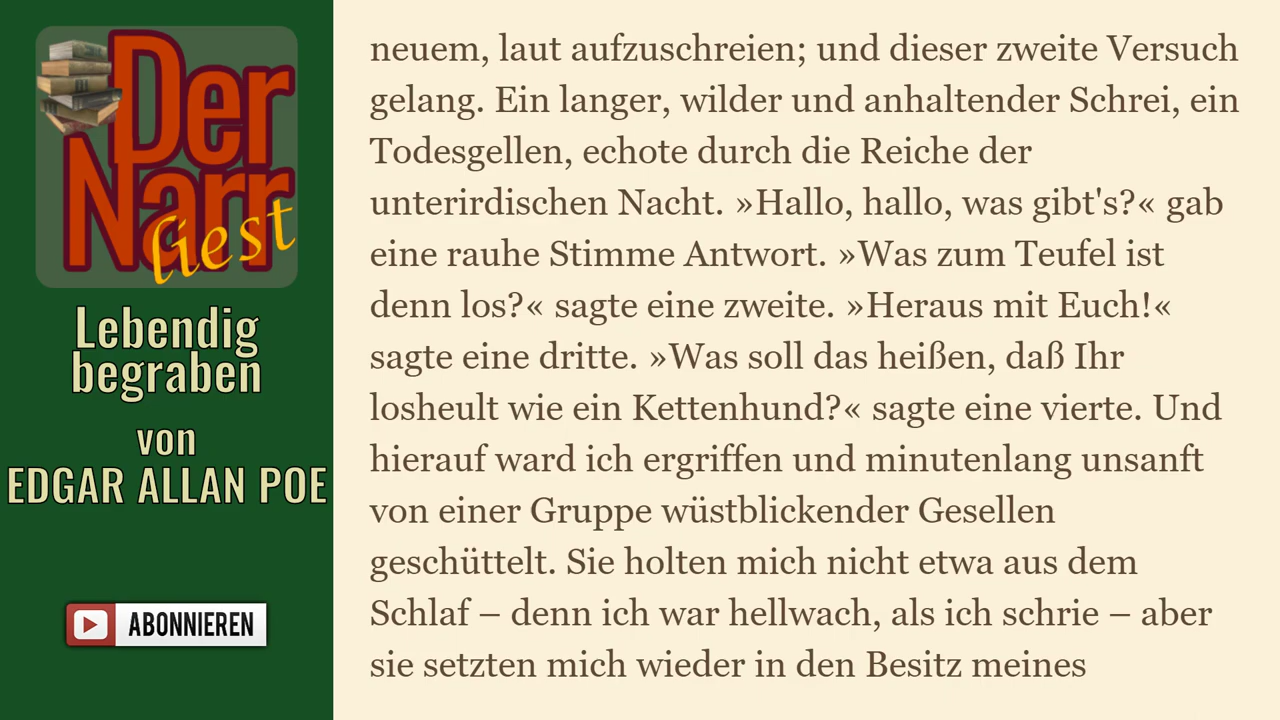 Der
Narr
liest
Lebendig
begraben
von
EDGAR ALLAN POE
ABONNIEREN
neuem, laut aufzuschreien; und dieser zweite Versuch
gelang. Ein langer, wilder und anhaltender Schrei, ein
Todesgellen, echote durch die Reiche der
unterirdischen Nacht. »Hallo, hallo, was gibt's?« gab
eine rauhe Stimme Antwort. »Was zum Teufel ist
denn los?« sagte eine zweite. »Heraus mit Euch!«
sagte eine dritte. »Was soll das heißen, daß Ihr
losheult wie ein Kettenhund?« sagte eine vierte. Und
hierauf ward ich ergriffen und minutenlang unsanft
von einer Gruppe wüstblickender Gesellen
geschüttelt. Sie holten mich nicht etwa aus dem
Schlaf – denn ich war hellwach, als ich schrie – aber
sie setzten mich wieder in den Besitz meines